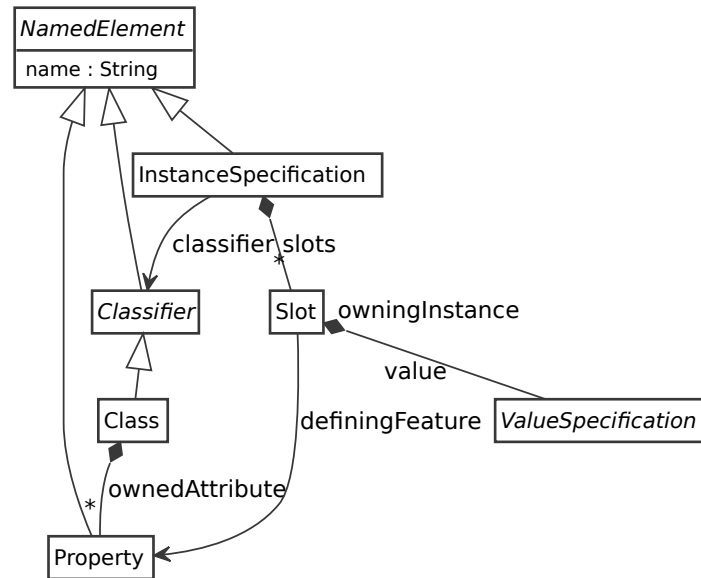 NamedElement
name : String
InstanceSpecification
classifier slots
*
Classifier
Slot
owningInstance
value
Class
definingFeature
ValueSpecification
ownedAttribute
*
Property